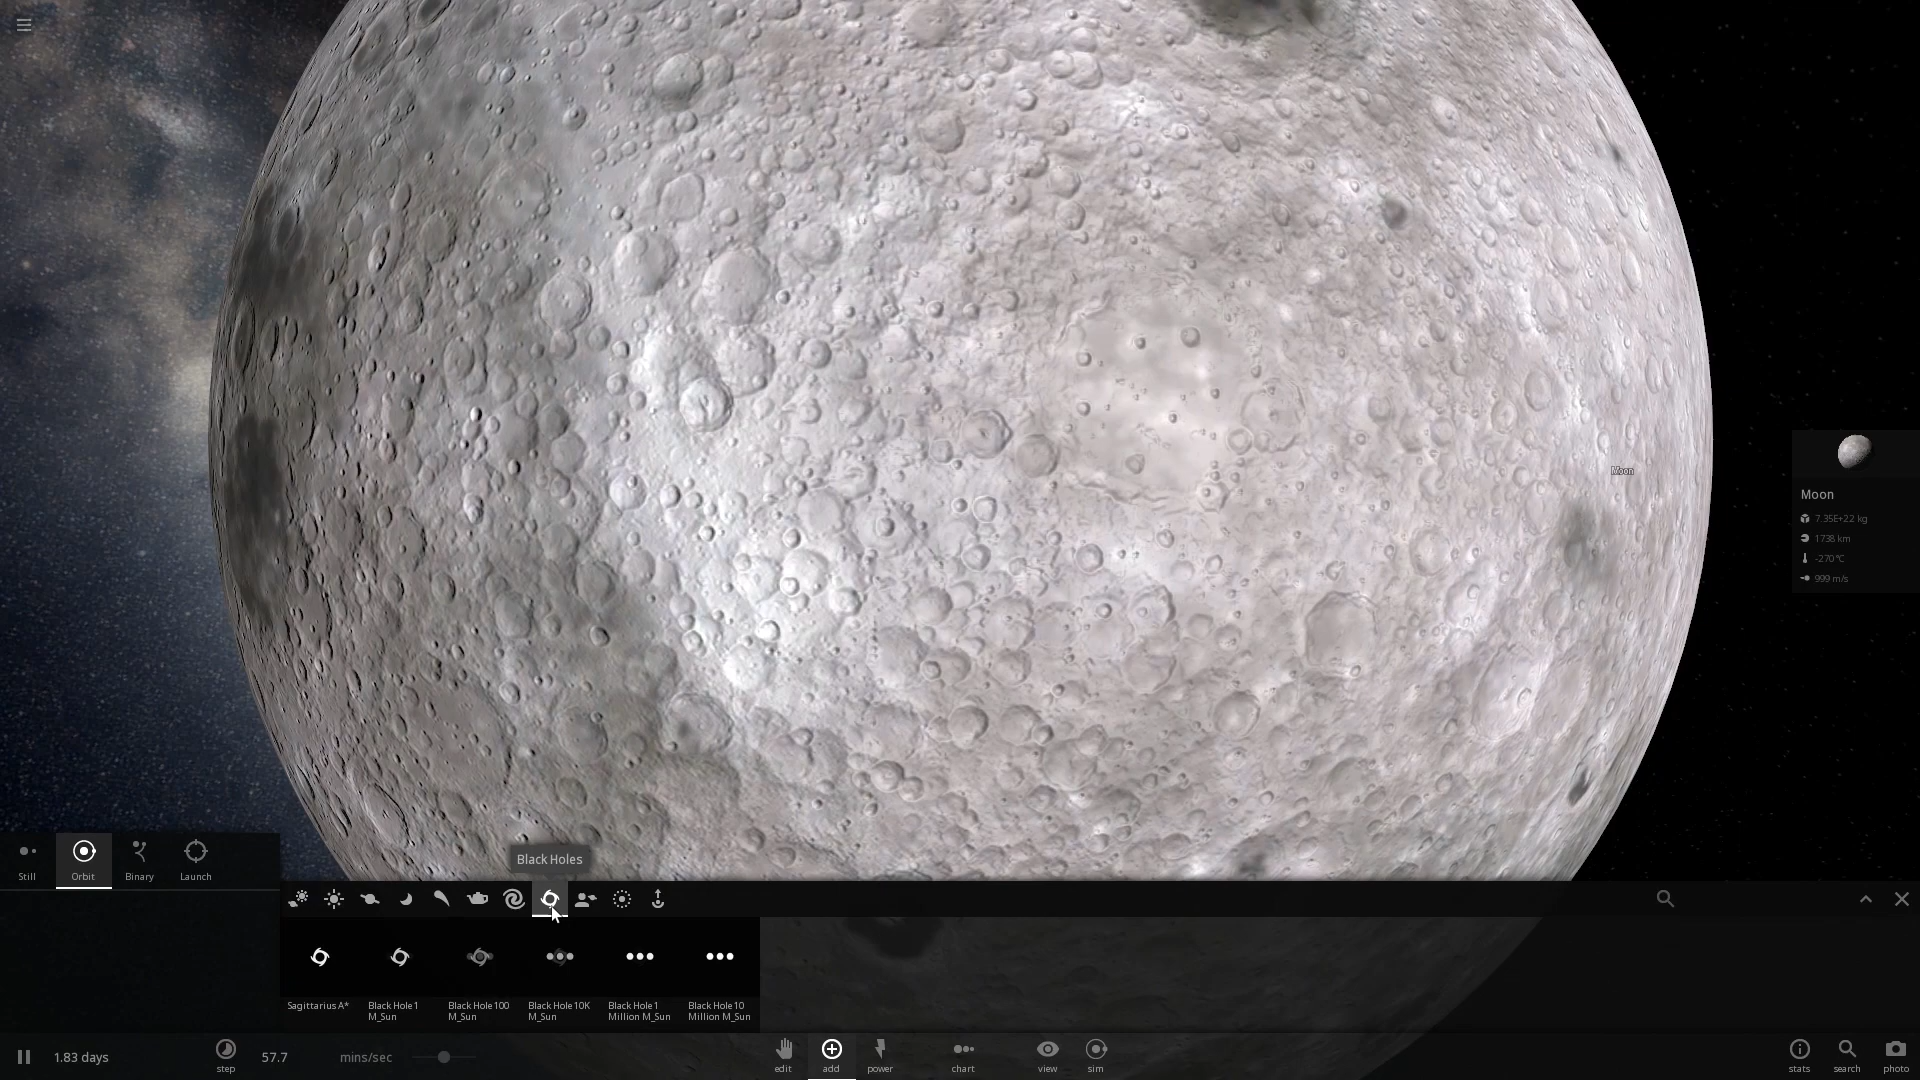 Moon
Moon
7.35E+22 kg
1738 km
-270 °C
999 m/s
Black Holes
Still
Orbit
Binary
Launch
Sagittarius A*
Black Hole 1
M_Sun
Black Hole 100
M_Sun
Black Hole 10K
M_Sun
Black Hole 1
Million M_Sun
Black Hole 10
Million M_Sun
1.83 days
step
57.7
mins/sec
edit
add
power
chart
view
sim
stats
search
photo